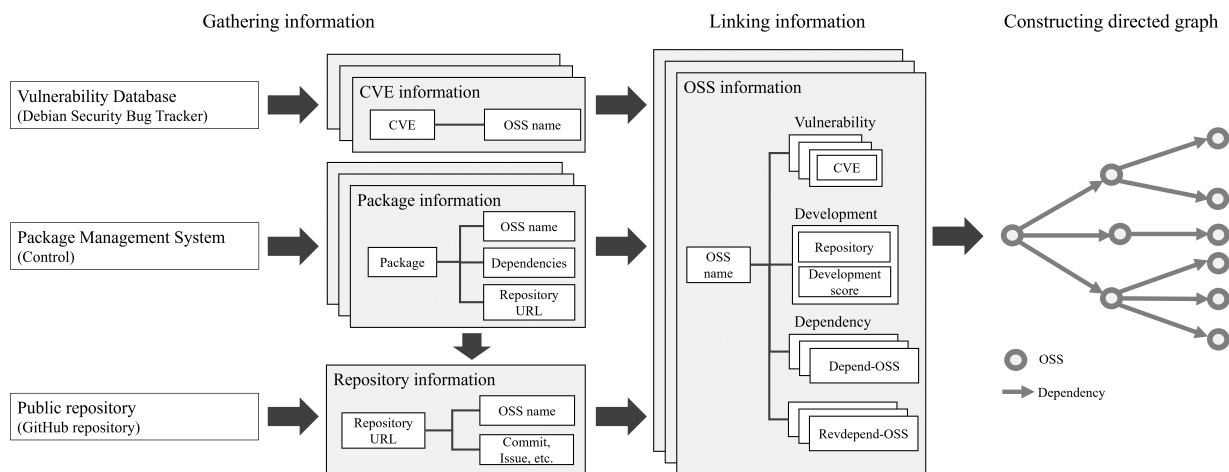 Gathering information
Linking information
Constructing directed graph
Vulnerability Database
(Debian Security Bug Tracker)
CVE information
CVE
OSS name
Package Management System
(Control)
Package information
Package
OSS name
Dependencies
Repository
URL
Public repository
(GitHub repository)
Repository information
Repository
URL
OSS name
Commit,
Issue, etc.
OSS information
OSS
name
Vulnerability
CVE
Development
Repository
Development
score
Dependency
Depend-OSS
Revdepend-OSS
OSS
Dependency